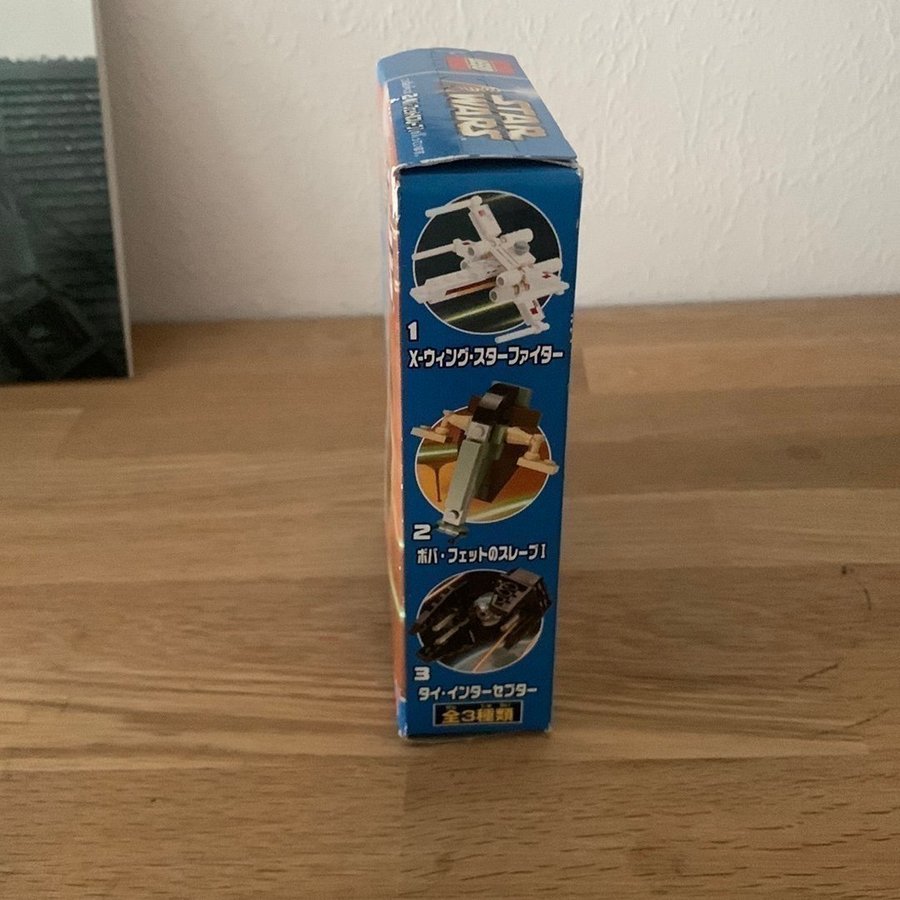 STAR
WARS
1
X-ウィング・スターファイター
2
ボバ・フェットのスレーブI
3
タイ・インターセプター
全3種類